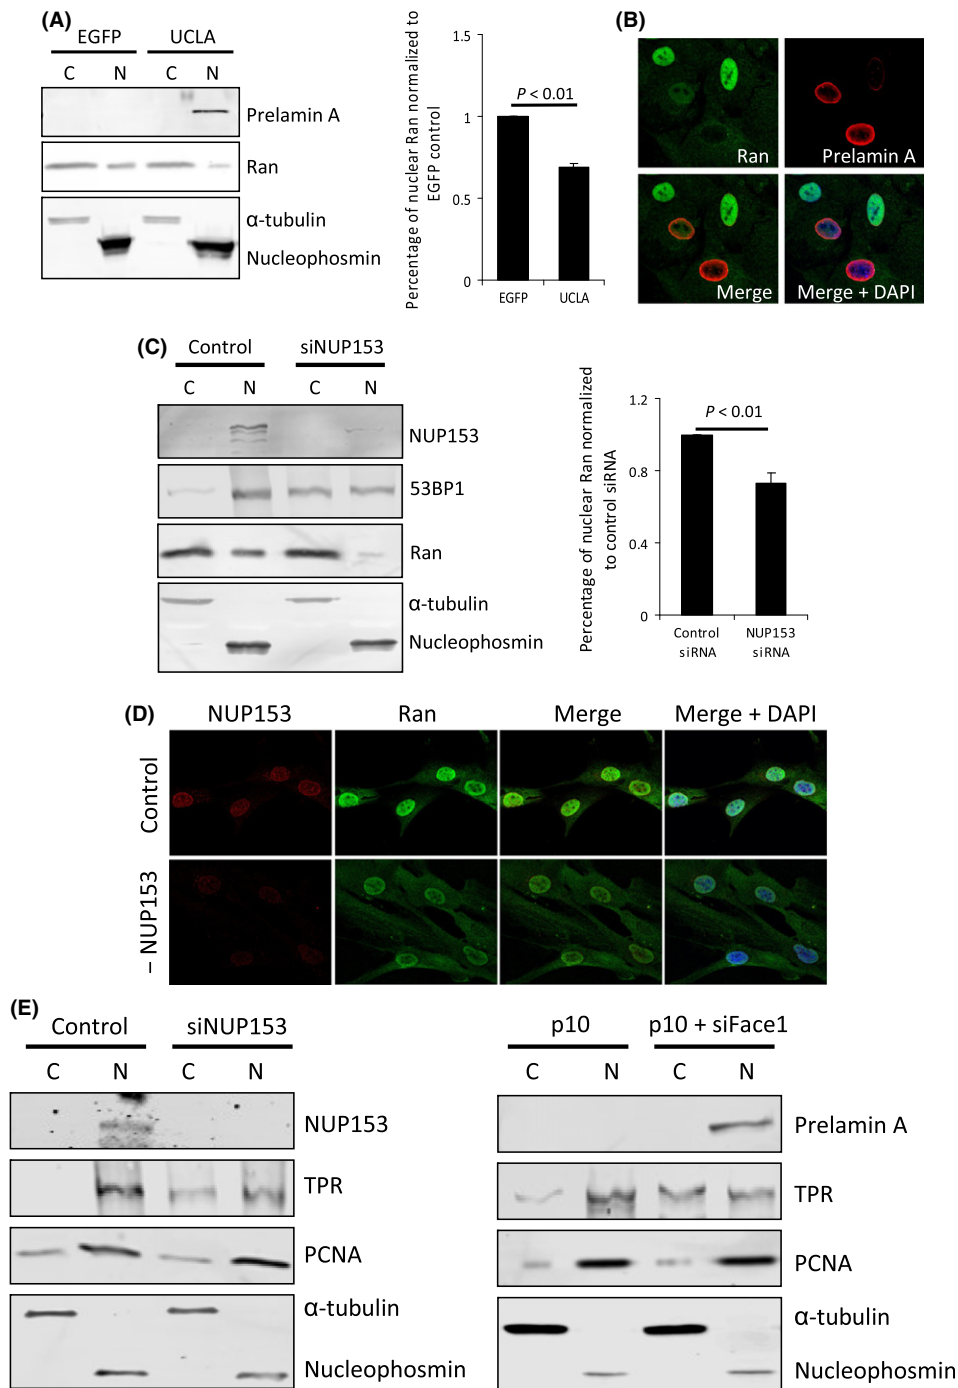 (A)
EGFP UCLA
C N C N
Prelamin A
Ran
α-tubulin
Nucleophosmin
Percentage of nuclear Ran normalized to
EGFP control
1.5
1
0.5
0
P < 0.01
EGFP UCLA
(B)
Ran
Prelamin A
Merge
Merge + DAPI
(C)
Control siNUP153
C N C N
NUP153
53BP1
Ran
α-tubulin
Nucleophosmin
Percentage of nuclear Ran normalized
to control siRNA
1.2
0.8
0.4
0
P < 0.01
Control
siRNA
NUP153
siRNA
(D)
NUP153 Ran Merge Merge + DAPI
Control
– NUP153
(E)
Control siNUP153
C N C N
NUP153
TPR
PCNA
α-tubulin
Nucleophosmin
p10 p10 + siFace1
C N C N
Prelamin A
TPR
PCNA
α-tubulin
Nucleophosmin